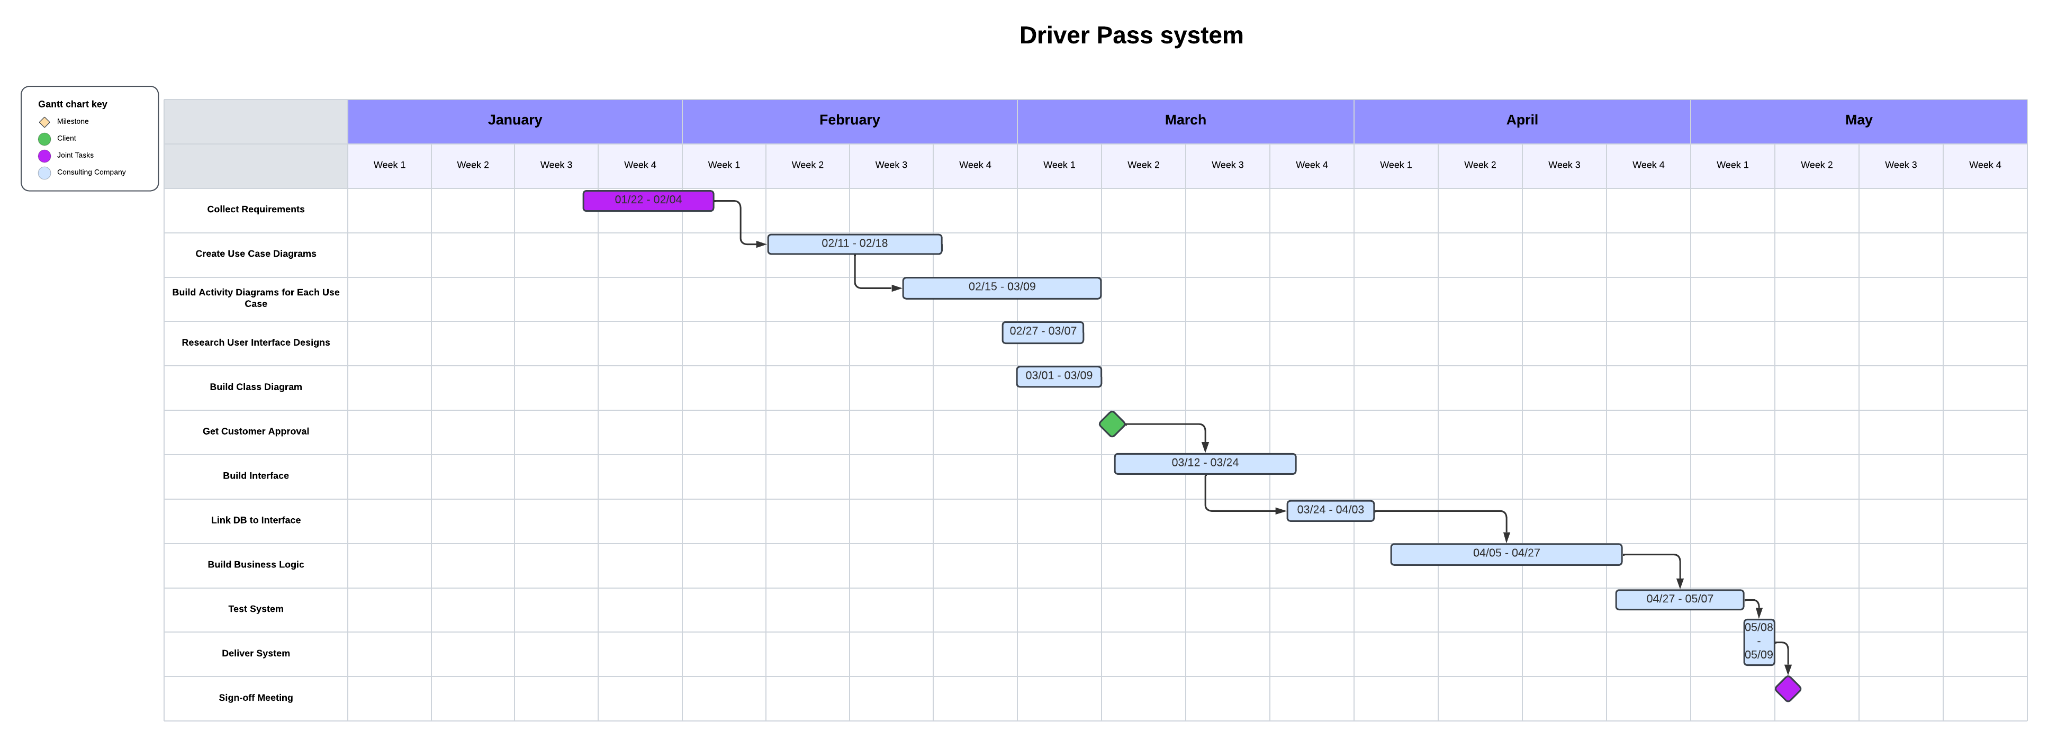 Driver Pass system
Gantt chart key
Milestone
Client
Joint Tasks
Consulting Company
January February March April May
Week 1 Week 2 Week 3 Week 4 Week 1 Week 2 Week 3 Week 4 Week 1 Week 2 Week 3 Week 4 Week 1 Week 2 Week 3 Week 4 Week 1 Week 2 Week 3 Week 4
Collect Requirements 01/22 - 02/04
Create Use Case Diagrams 02/11 - 02/18
Build Activity Diagrams for Each Use
Case
02/15 - 03/09
Research User Interface Designs 02/27 - 03/07
Build Class Diagram 03/01 - 03/09
Get Customer Approval
Build Interface 03/12 - 03/24
Link DB to Interface 03/24 - 04/03
Build Business Logic 04/05 - 04/27
Test System 04/27 - 05/07
Deliver System
05/08
-
05/09
Sign-off Meeting